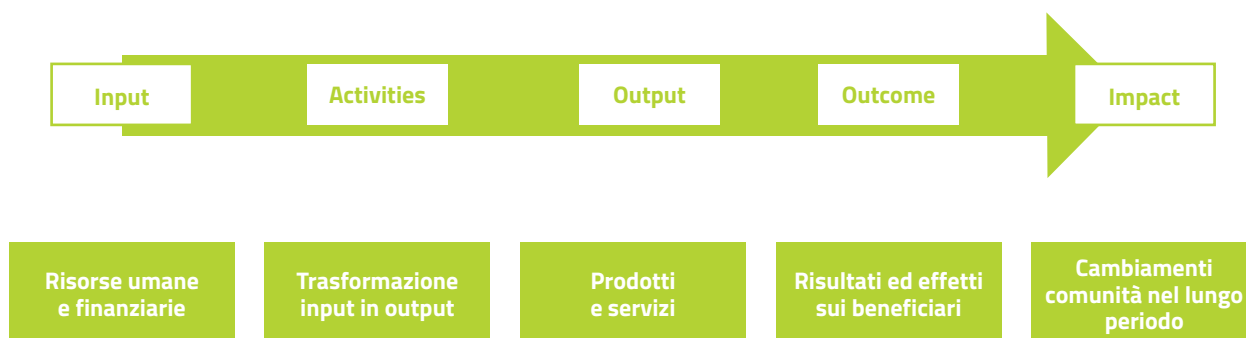 Input
Activities
Output
Outcome
Impact
Risorse umane
e finanziarie
Trasformazione
input in output
Prodotti
e servizi
Risultati ed effetti
sui beneficiari
Cambiamenti
comunità nel lungo
periodo